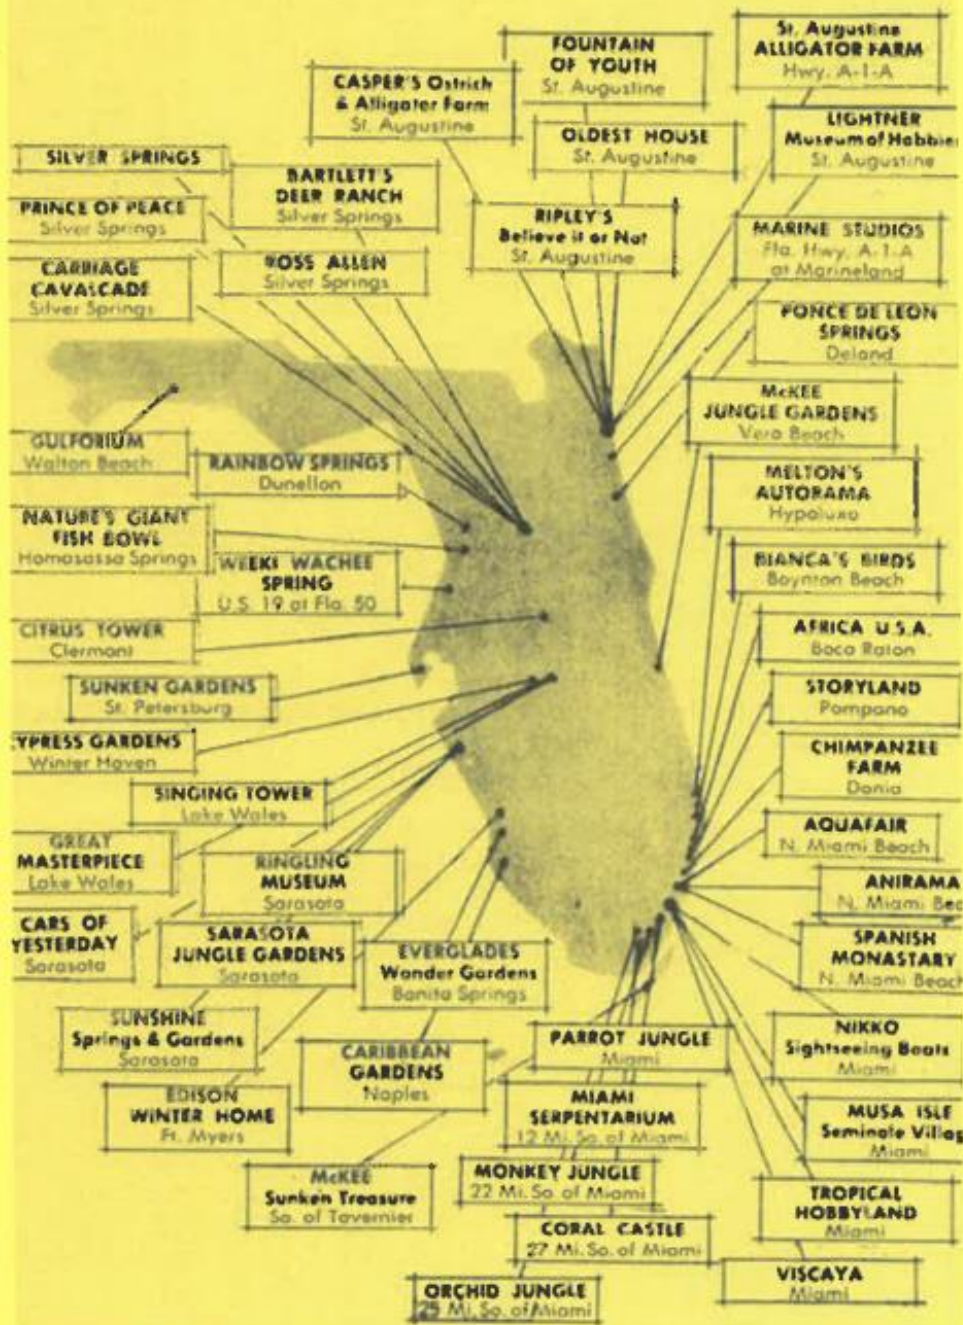 St. Augustine
ALLIGATOR FARM
Hwy. A-1-A
FOUNTAIN
OF YOUTH
St. Augustine
CASPER'S Ostrich
& Alligator Farm
St. Augustine
LIGHTNER
Museum of Hobbies
St. Augustine
OLDEST HOUSE
St. Augustine
SILVER SPRINGS
BARTLETT'S
DEER RANCH
Silver Springs
PRINCE OF PEACE
Silver Springs
RIPLEY'S
Believe it or Not
St. Augustine
MARINE STUDIOS
Fla. Hwy. A-1-A
at Marineland
CARRIAGE
CAVALCADE
Silver Springs
ROSS ALLEN
Silver Springs
PONCE DE LEON
SPRINGS
Deland
McKEE
JUNGLE GARDENS
Vero Beach
GULFORIUM
Walton Beach
RAINBOW SPRINGS
Dunellon
MELTON'S
AUTORAMA
Hypoluxo
NATURE'S GIANT
FISH BOWL
Homosassa Springs
WEEKI WACHEE
SPRING
U.S. 19 at Fla. 50
BIANCA'S BIRDS
Boynton Beach
CITRUS TOWER
Clermont
AFRICA U.S.A.
Boca Raton
SUNKEN GARDENS
St. Petersburg
STORYLAND
Pompano
CYPRESS GARDENS
Winter Haven
CHIMPANZEE
FARM
Dania
SINGING TOWER
Lake Wales
AQUAFAIR
N. Miami Beach
GREAT
MASTERPIECE
Lake Wales
RINGLING
MUSEUM
Sarasota
ANIRAMA
N. Miami Bea
CARS OF
YESTERDAY
Sarasota
SARASOTA
JUNGLE GARDENS
Sarasota
EVERGLADES
Wonder Gardens
Bonita Springs
SPANISH
MONASTARY
N. Miami Beach
SUNSHINE
Springs & Gardens
Sarasota
CARIBBEAN
GARDENS
Naples
PARROT JUNGLE
Miami
NIKKO
Sightseeing Boats
Miami
EDISON
WINTER HOME
Ft. Myers
MIAMI
SERPENTARIUM
12 Mi. So. of Miami
MUSA ISLE
Seminole Villag
Miami
McKEE
Sunken Treasure
So. of Tavernier
MONKEY JUNGLE
22 Mi. So. of Miami
TROPICAL
HOBBYLAND
Miami
CORAL CASTLE
27 Mi. So. of Miami
VISCAYA
Miami
ORCHID JUNGLE
25 Mi. So. of Miami